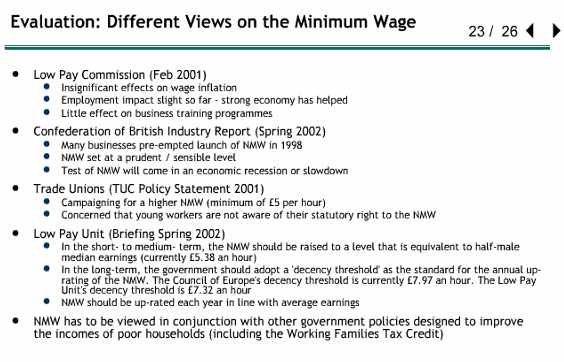 Evaluation: Different Views on the Minimum Wage
23 / 26
Low Pay Commission (Feb 2001)
Insignificant effects on wage inflation
Employment impact slight so far - strong economy has helped
Little effect on business training programmes
Confederation of British Industry Report (Spring 2002)
Many businesses pre-empted launch of NMW in 1998
NMW set at a prudent / sensible level
Test of NMW will come in an economic recession or slowdown
Trade Unions (TUC Policy Statement 2001)
Campaigning for a higher NMW (minimum of £5 per hour)
Concerned that young workers are not aware of their statutory right to the NMW
Low Pay Unit (Briefing Spring 2002)
In the short- to medium- term, the NMW should be raised to a level that is equivalent to half-male
median earnings (currently £5.38 an hour)
In the long-term, the government should adopt a 'decency threshold' as the standard for the annual up-
rating of the NMW. The Council of Europe's decency threshold is currently £7.97 an hour. The Low Pay
Unit's decency threshold is £7.32 an hour
NMW should be up-rated each year in line with average earnings
NMW has to be viewed in conjunction with other government policies designed to improve
the incomes of poor households (including the Working Families Tax Credit)